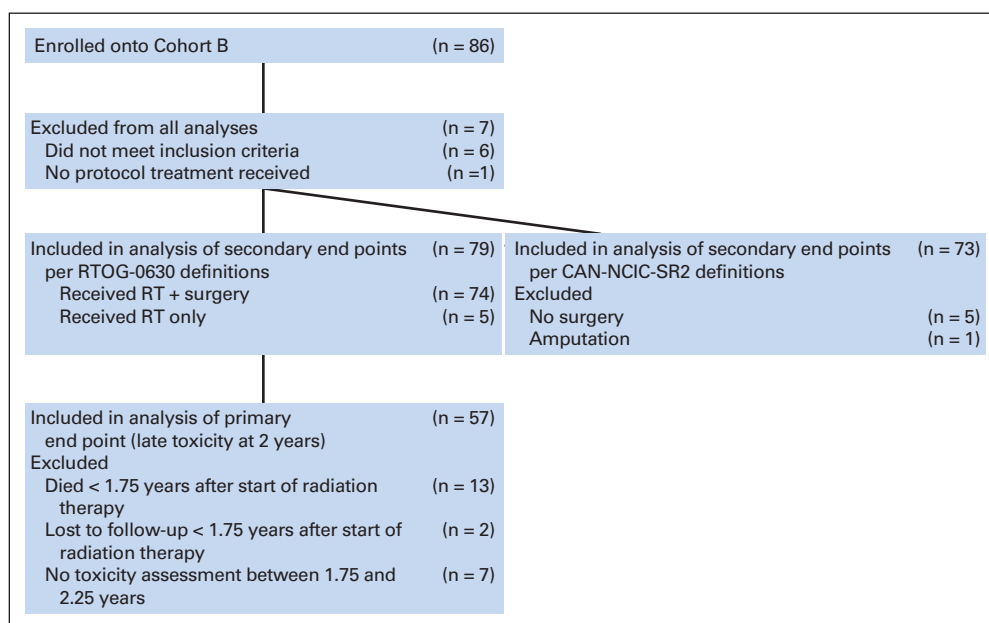 Enrolled onto Cohort B (n = 86)
Excluded from all analyses (n = 7)
Did not meet inclusion criteria (n = 6)
No protocol treatment received (n =1)
Included in analysis of secondary end points (n = 79)
per RTOG-0630 definitions
Received RT + surgery (n = 74)
Received RT only (n = 5)
Included in analysis of secondary end points (n = 73)
per CAN-NCIC-SR2 definitions
Excluded
No surgery (n = 5)
Amputation (n = 1)
Included in analysis of primary (n = 57)
end point (late toxicity at 2 years)
Excluded
Died < 1.75 years after start of radiation (n = 13)
therapy
Lost to follow-up < 1.75 years after start of (n = 2)
radiation therapy
No toxicity assessment between 1.75 and (n = 7)
2.25 years